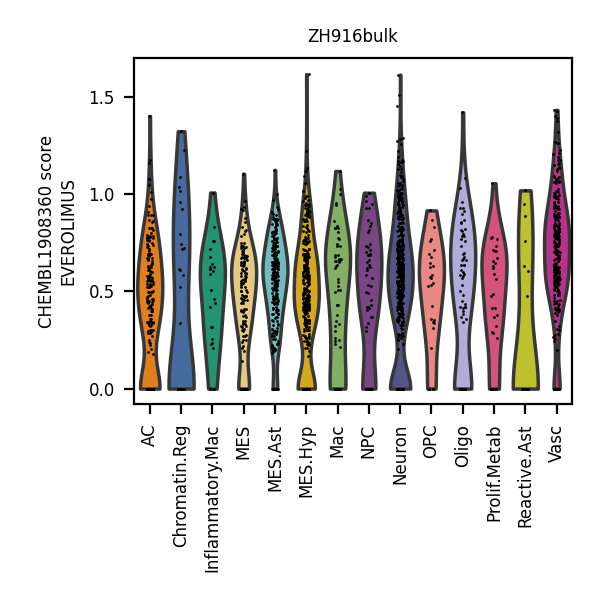 ZH916bulk
CHEMBL1908360 score
EVEROLIMUS
1.5
1.0
0.5
0.0
AC
Chromatin.Reg
Inflammatory.Mac
MES
MES.Ast
MES.Hyp
Mac
NPC
Neuron
OPC
Oligo
Prolif.Metab
Reactive.Ast
Vasc